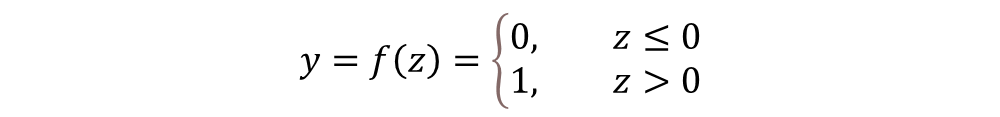 y = f(z) = {0, z ≤ 0
1, z > 0